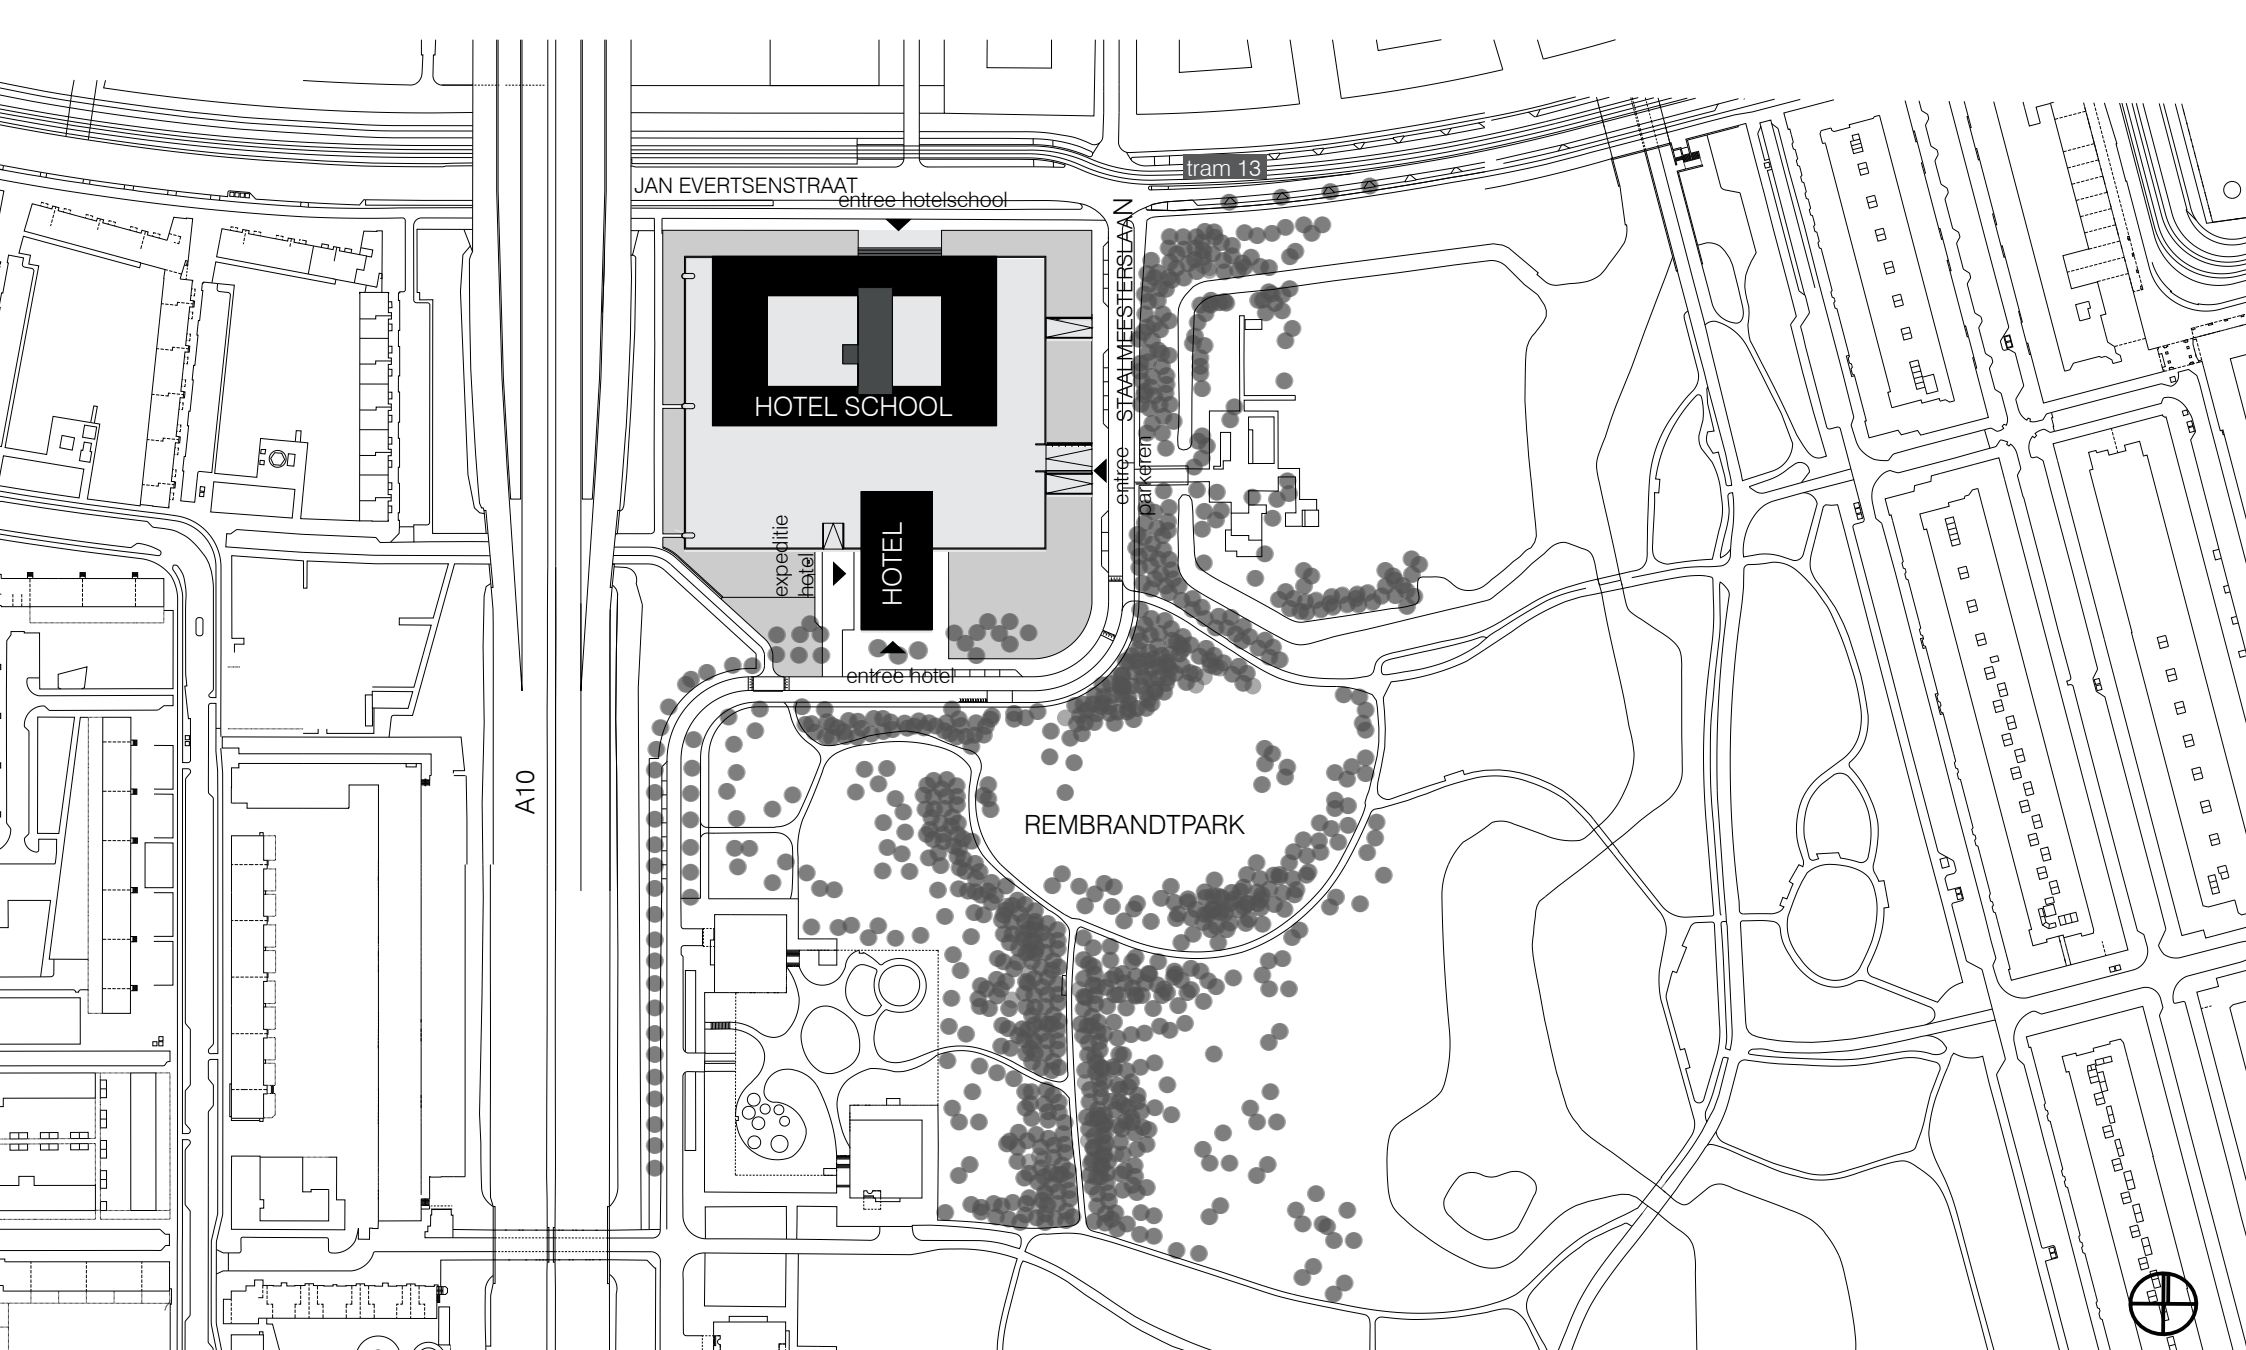 tram 13
JAN EVERTSENSTRAAT
entree hotelschool
STAALMEESTERSLAAN
HOTEL SCHOOL
entree
parkeren
expeditie
hotel
HOTEL
entree hotel
A10
REMBRANDTPARK